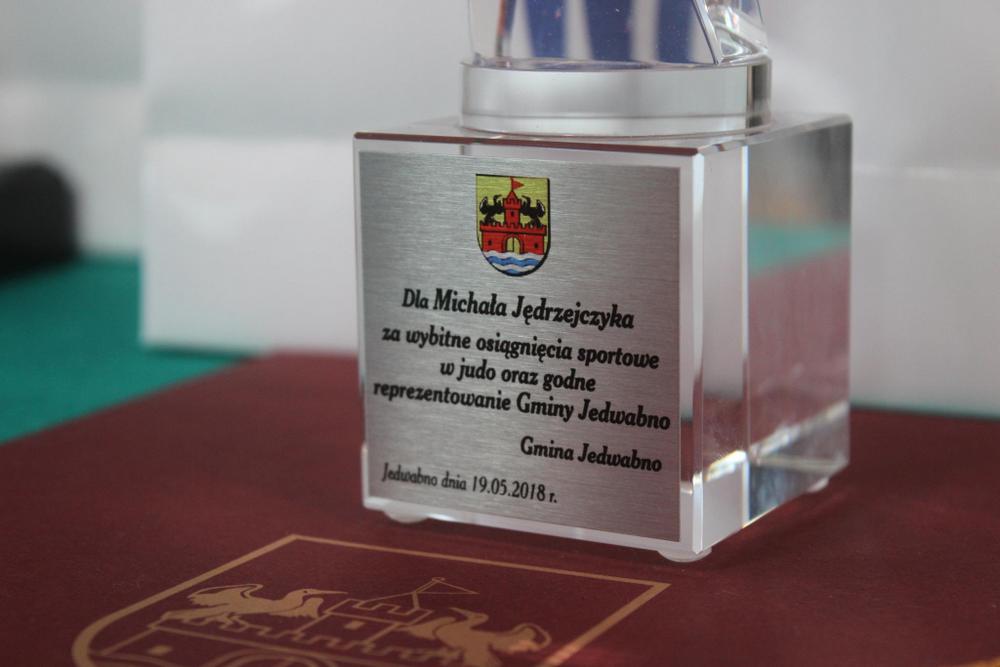 Dla Michała Jędrzejczyka
za wybitne osiągnięcia sportowe
w judo oraz godne
reprezentowanie Gminy Jedwabno
Gmina Jedwabno
Jedwabno dnia 19.05.2018 r.